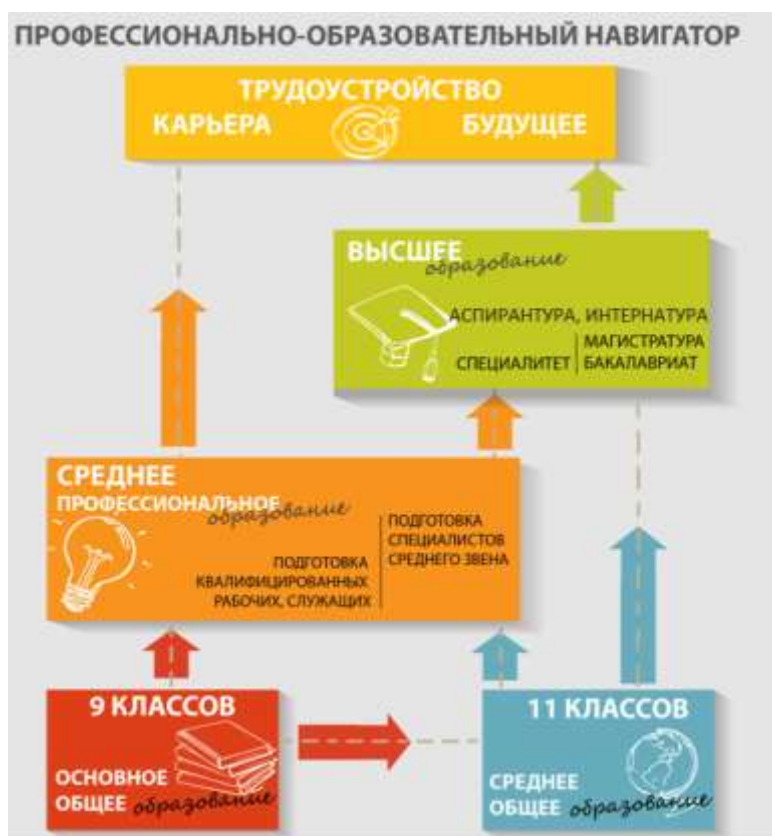 ПРОФЕССИОНАЛЬНО-ОБРАЗОВАТЕЛЬНЫЙ НАВИГАТОР
ТРУДОУСТРОЙСТВО
КАРЬЕРА БУДУЩЕЕ
ВЫСШЕЕ
образование
АСПИРАНТУРА, ИНТЕРНАТУРА
СПЕЦИАЛИТЕТ
МАГИСТРАТУРА
БАКАЛАВРИАТ
СРЕДНЕЕ
ПРОФЕССИОНАЛЬНОЕ
образование
ПОДГОТОВКА
КВАЛИФИЦИРОВАННЫХ
РАБОЧИХ, СЛУЖАЩИХ
ПОДГОТОВКА
СПЕЦИАЛИСТОВ
СРЕДНЕГО ЗВЕНА
9 КЛАССОВ
ОСНОВНОЕ
ОБЩЕЕ образование
11 КЛАССОВ
СРЕДНЕЕ
ОБЩЕЕ образование